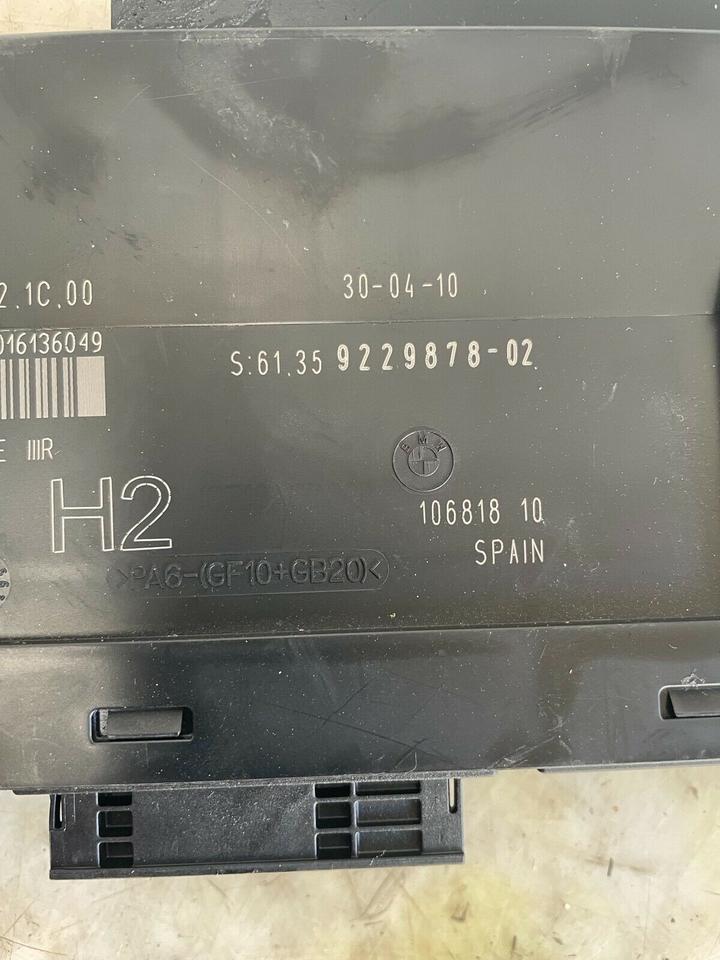 2.1C.00
30-04-10
016136049
S:61.35 9229878-02
E IIIR
BMW
H2
106818 10
SPAIN
>PA6-(GF10+GB20)<